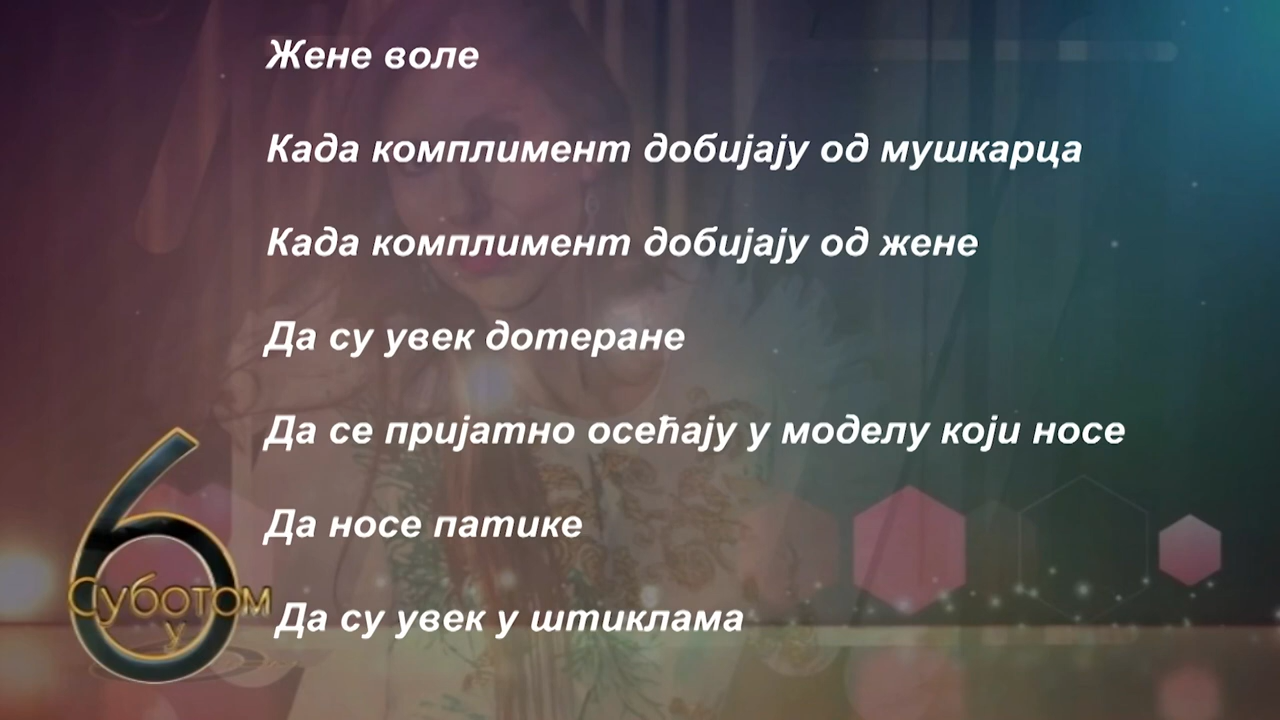 Жене воле
Када комплимент добијају од мушкарца
Када комплимент добијају од жене
Да су увек дотеране
Да се пријатно осећају у моделу који носе
Да носе патике
Да су увек у штиклама
6
Суботом
у